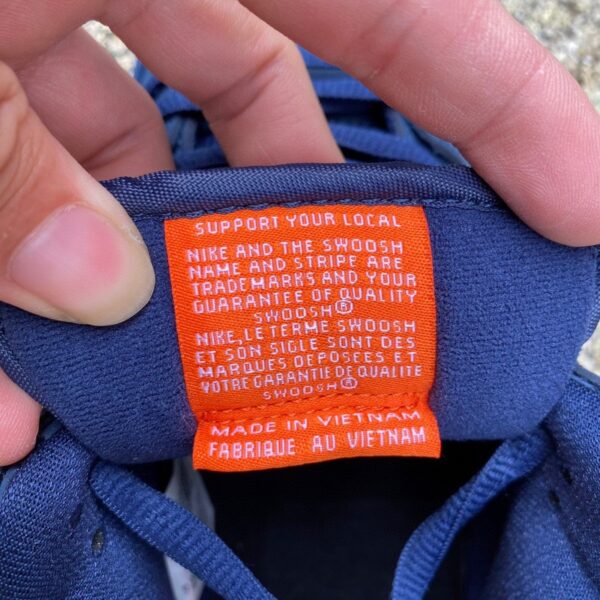 SUPPORT YOUR LOCAL
NIKE AND THE SWOOSH
NAME AND STRIPE ARE
TRADEMARKS AND YOUR
GUARANTEE OF QUALITY
SWOOSH®
NIKE,LE TERME SWOOSH
ET SON SIGLE SONT DES
MARQUES DEPOSEES ET
VOTRE GARANTIE DE QUALITE
SWOOSH®
MADE IN VIETNAM
FABRIQUE AU VIETNAM